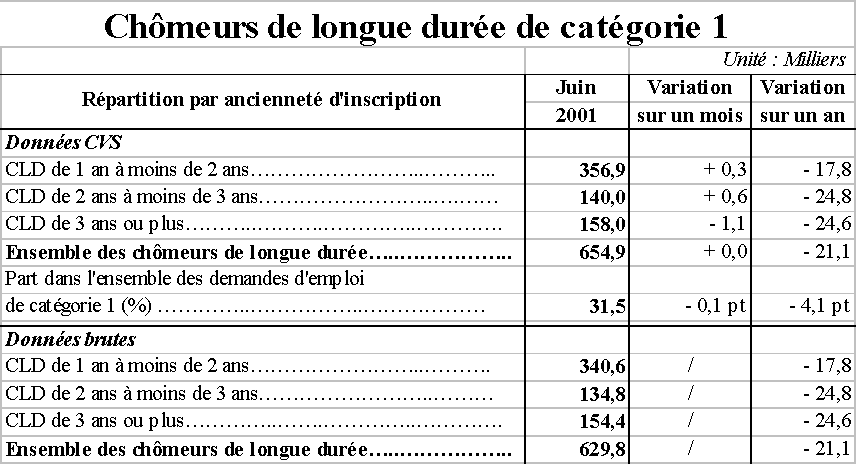 Chômeurs de longue durée de catégorie 1
Unité : Milliers
Répartition par ancienneté d'inscription Juin 2001 Variation sur un mois Variation sur un an
Données CVS
CLD de 1 an à moins de 2 ans 356,9 + 0,3 - 17,8
CLD de 2 ans à moins de 3 ans 140,0 + 0,6 - 24,8
CLD de 3 ans ou plus 158,0 - 1,1 - 24,6
Ensemble des chômeurs de longue durée 654,9 + 0,0 - 21,1
Part dans l'ensemble des demandes d'emploi
de catégorie 1 (%) 31,5 - 0,1 pt - 4,1 pt
Données brutes
CLD de 1 an à moins de 2 ans 340,6 / - 17,8
CLD de 2 ans à moins de 3 ans 134,8 / - 24,8
CLD de 3 ans ou plus 154,4 / - 24,6
Ensemble des chômeurs de longue durée 629,8 / - 21,1